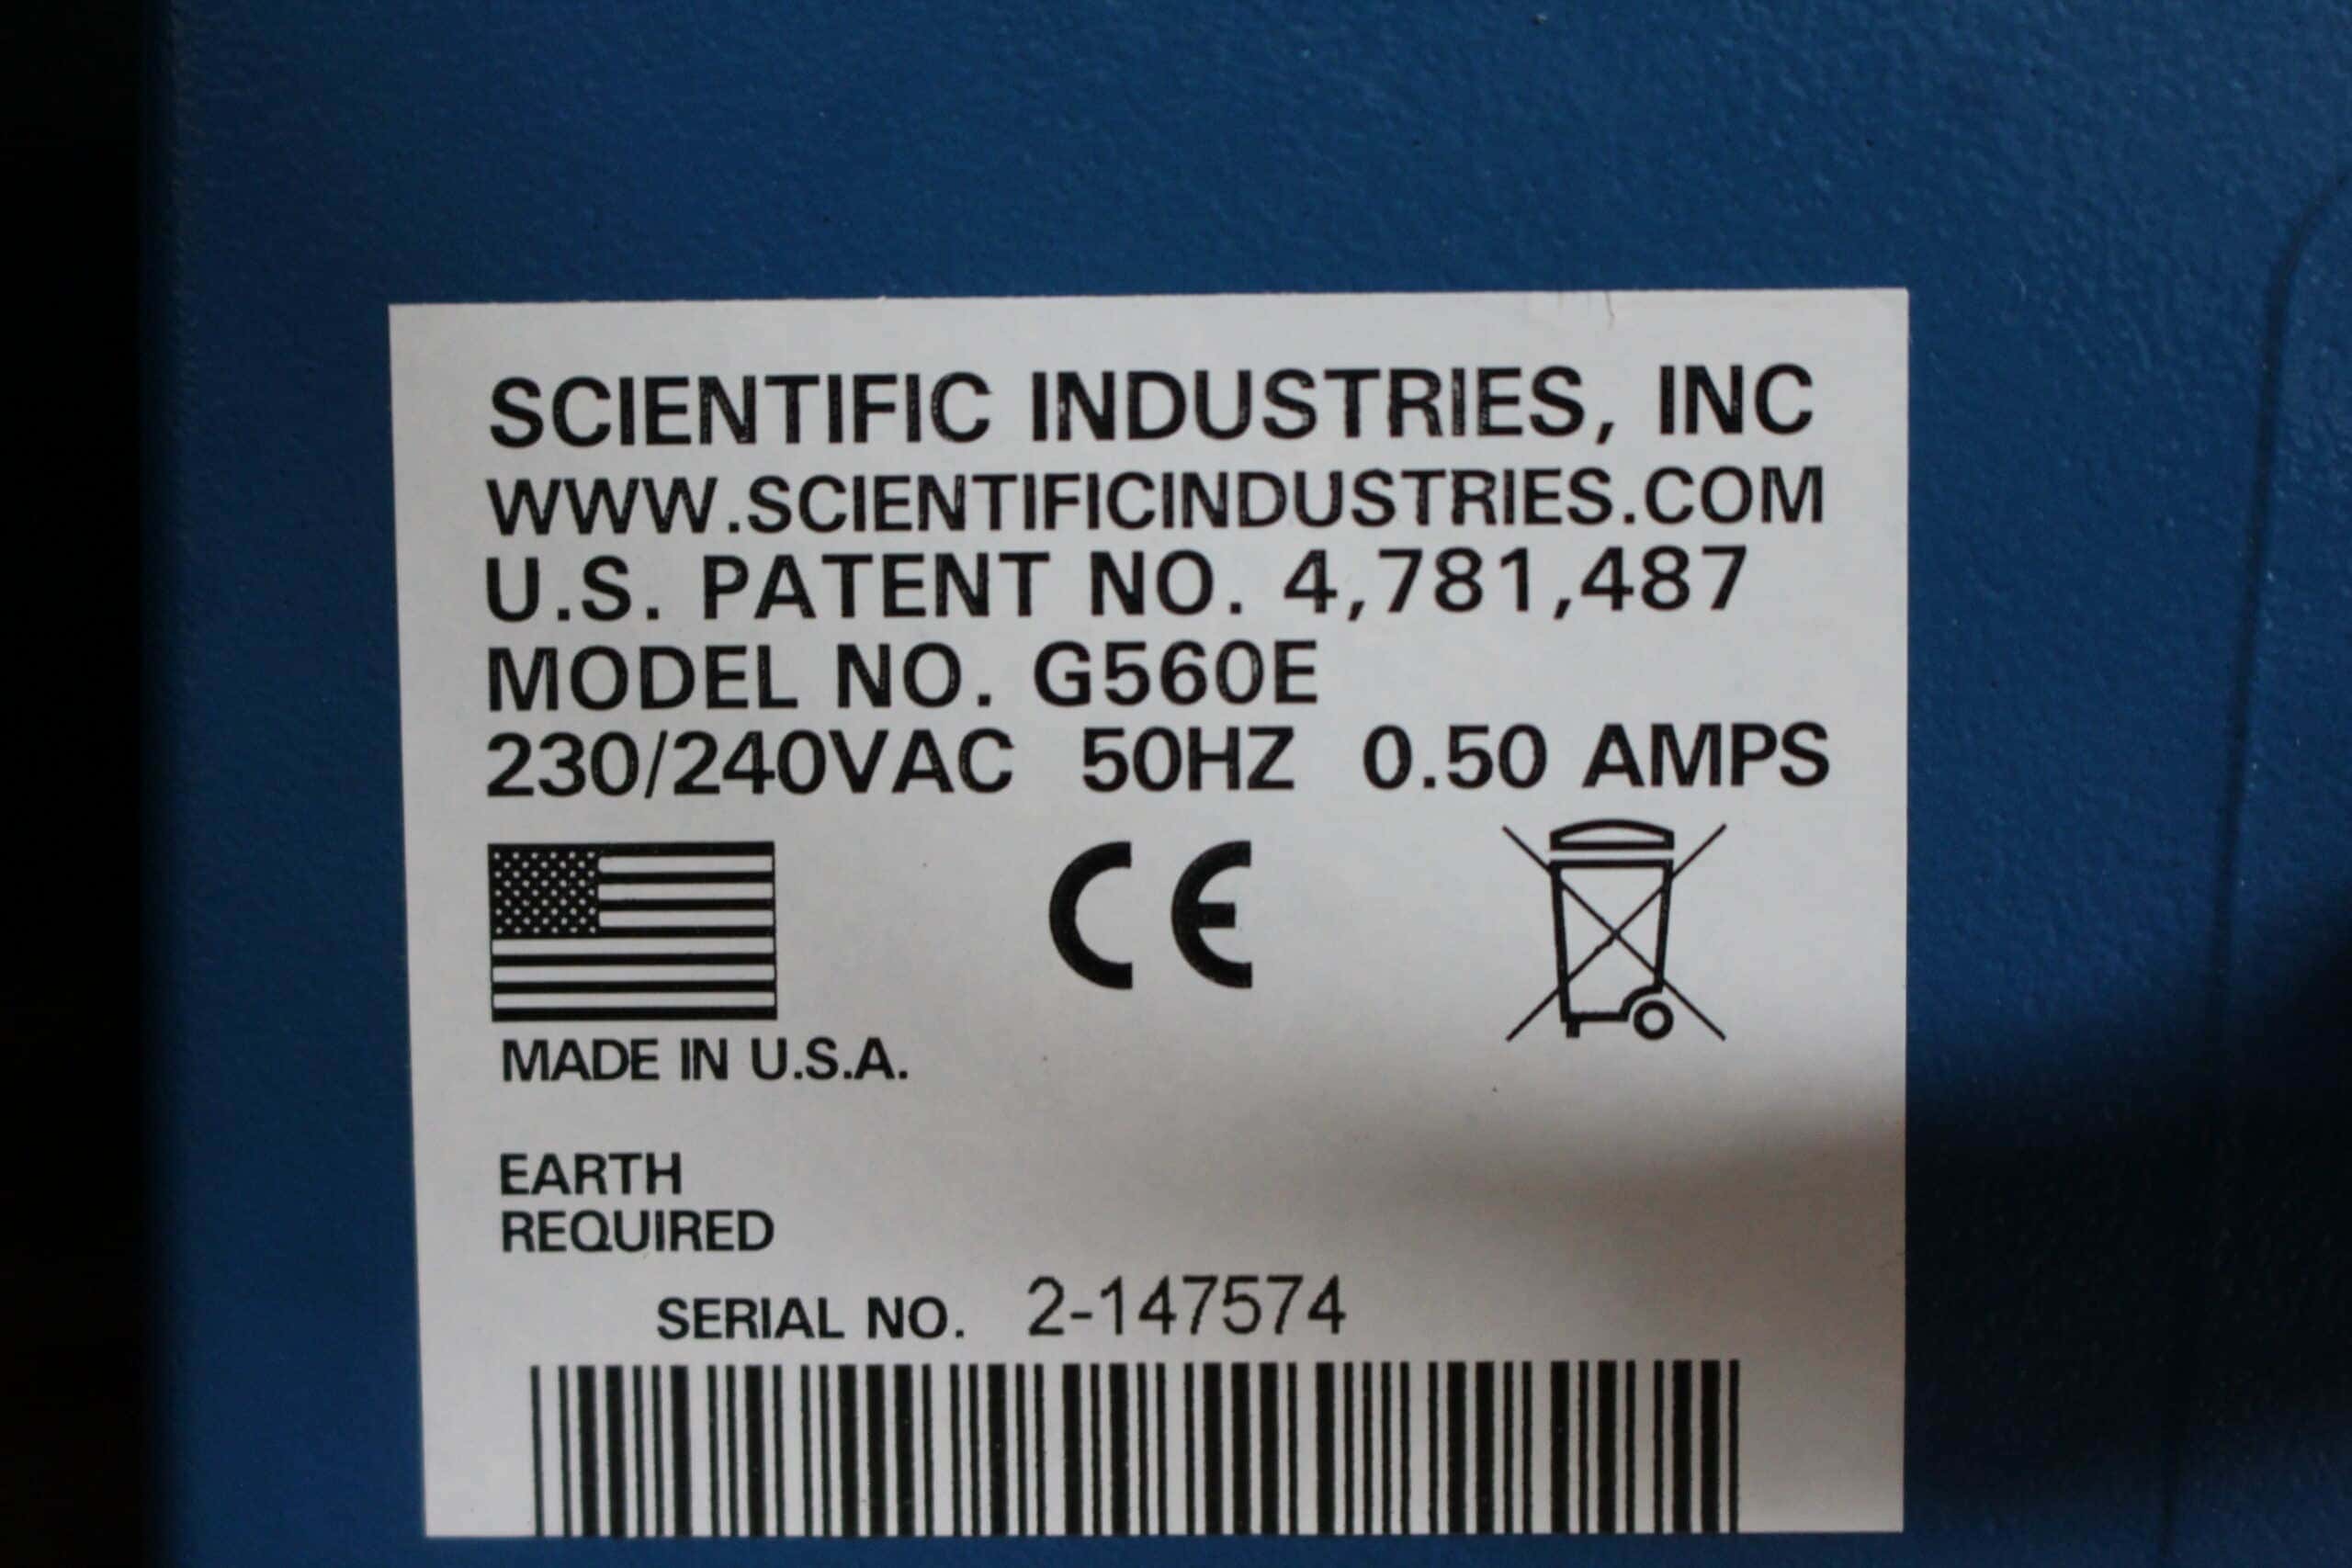 SCIENTIFIC INDUSTRIES, INC
WWW.SCIENTIFICINDUSTRIES.COM
U.S. PATENT NO. 4,781,487
MODEL NO. G560E
230/240VAC 50HZ 0.50 AMPS
CE
MADE IN U.S.A.
EARTH
REQUIRED
SERIAL NO. 2-147574